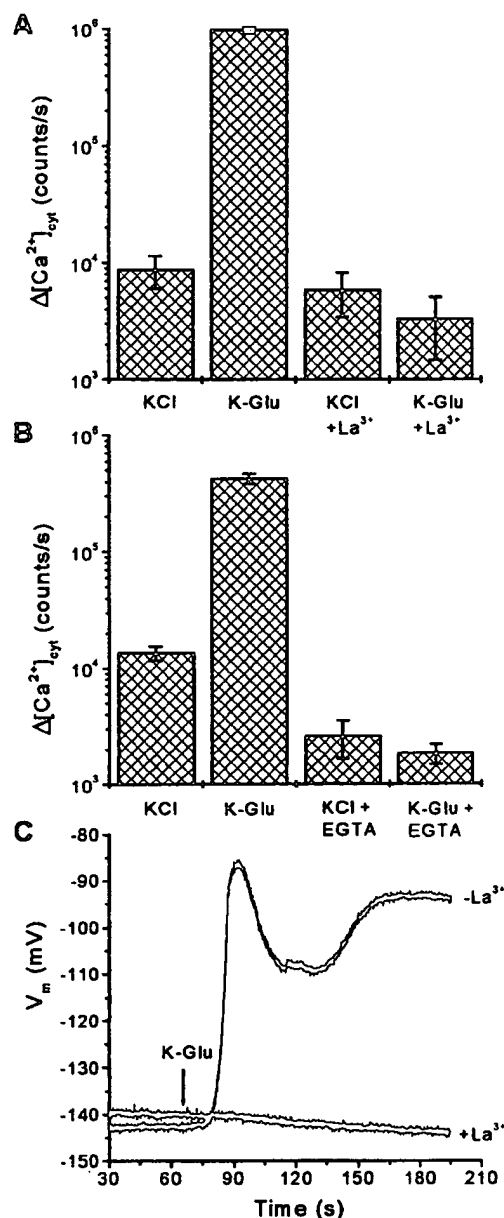 A
Δ[Ca²⁺]cyt (counts/s)
10⁶
10⁵
10⁴
10³
KCl
K-Glu
KCl
+La³⁺
K-Glu
+La³⁺
B
Δ[Ca²⁺]cyt (counts/s)
10⁶
10⁵
10⁴
10³
KCl
K-Glu
KCl +
EGTA
K-Glu +
EGTA
C
Vm (mV)
-80
-90
-100
-110
-120
-130
-140
-150
K-Glu
-La³⁺
+La³⁺
30
60
90
120
150
180
210
Time (s)